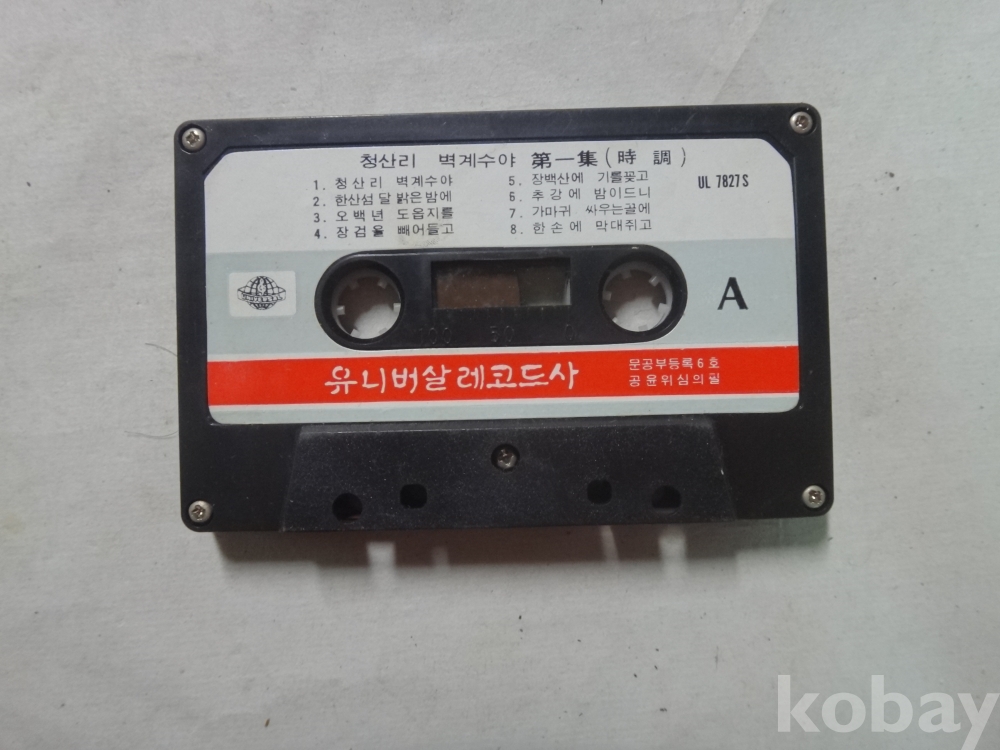 청산리 벽계수야 第一集(時 調)
1. 청산리 벽계수야
2. 한산섬 달밝은밤에
3. 오백년 도읍지를
4. 장검을 빼어들고
5. 장백산에 기를꽂고
6. 추강에 밤이드니
7. 가마귀 싸우는골에
8. 한손에 막대쥐고
UL 7827S
A
100 50
유니버살레코드사
문공부등록6호
공윤위심의필
kobay